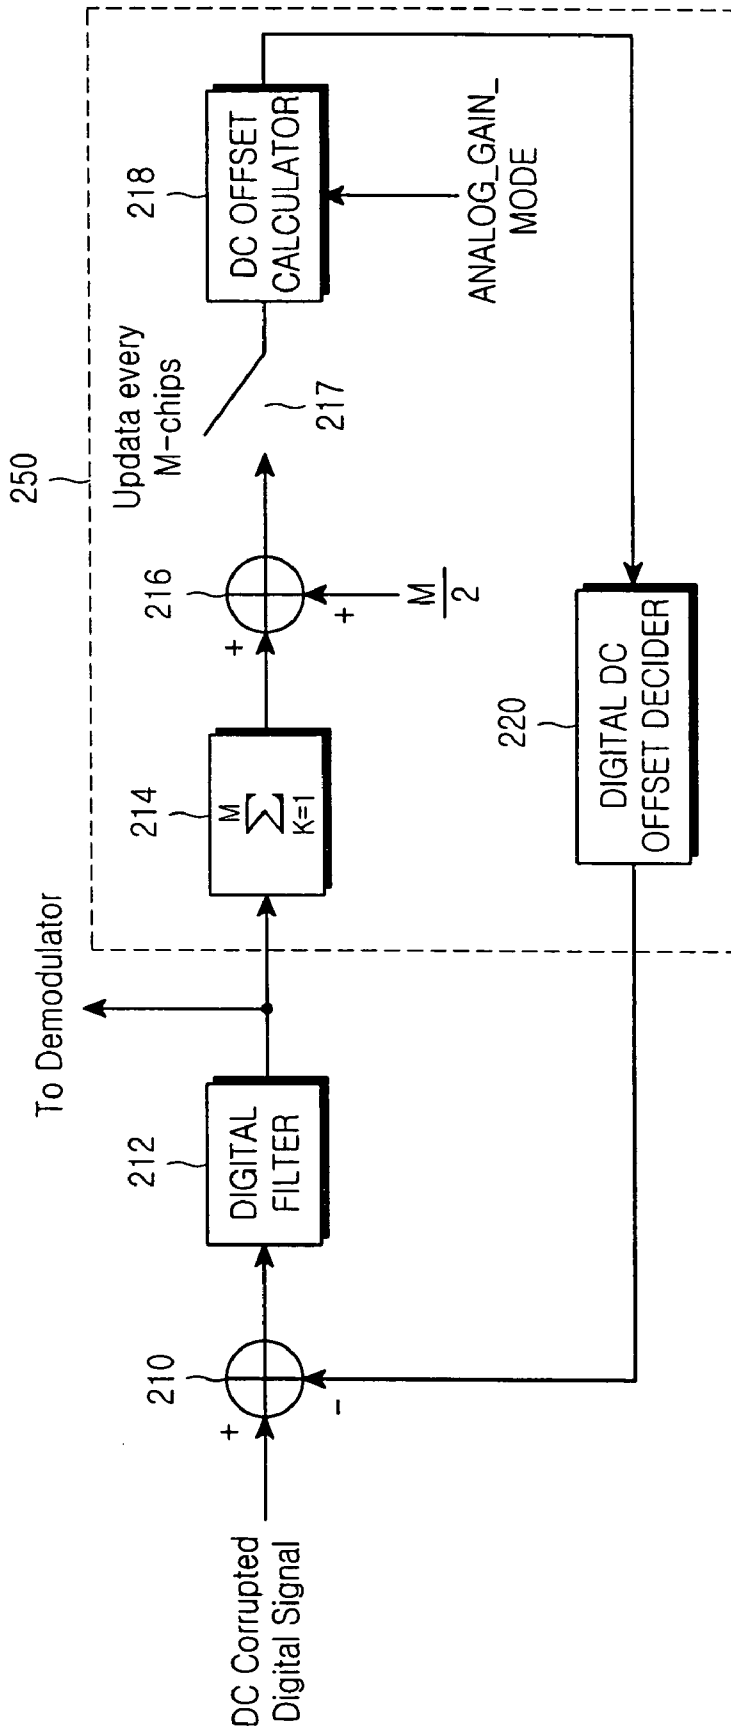 250
Updata every
M-chips
218
DC OFFSET
CALCULATOR
ANALOG_GAIN_
MODE
217
216
+
+
M
2
214
M
∑
K=1
To Demodulator
212
DIGITAL
FILTER
210
+
-
DC Corrupted
Digital Signal
220
DIGITAL DC
OFFSET DECIDER